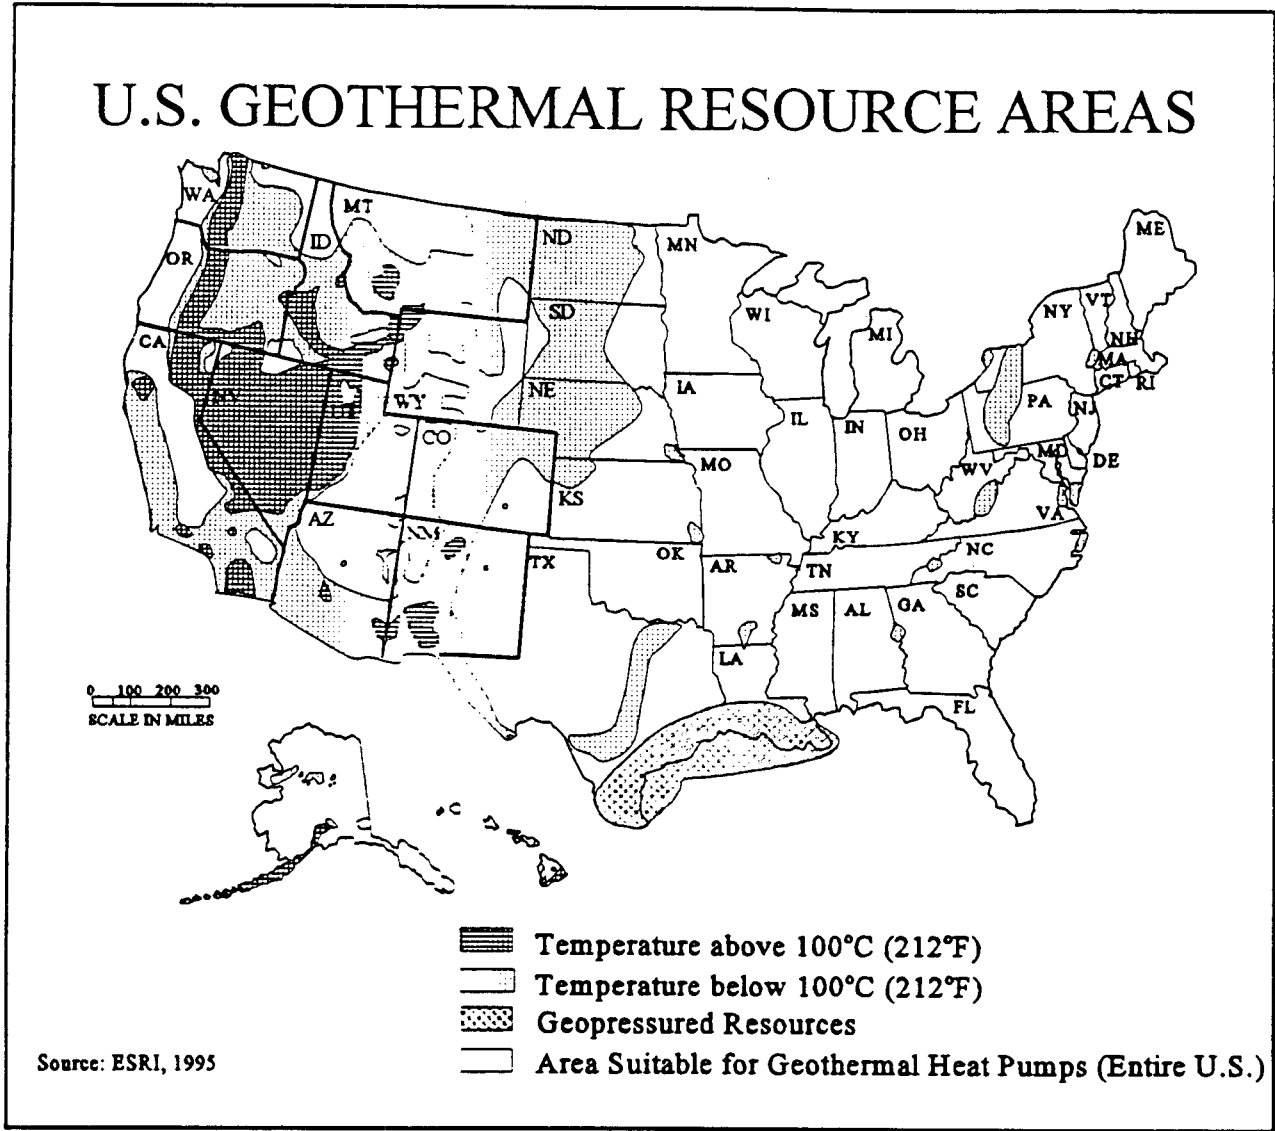 U.S. GEOTHERMAL RESOURCE AREAS
WA
MT
ID
OR
ND
MN
ME
CA
SD
WI
MI
NY
VT
NH
MA
CT
RI
NV
UT
WY
NE
IA
IL
IN
OH
PA
NJ
CO
MO
WV
MD
DE
KS
VA
AZ
NM
TX
OK
AR
KY
TN
NC
SC
MS
AL
GA
LA
FL
0 100 200 300
SCALE IN MILES
Temperature above 100°C (212°F)
Temperature below 100°C (212°F)
Geopressured Resources
Area Suitable for Geothermal Heat Pumps (Entire U.S.)
Source: ESRI, 1995